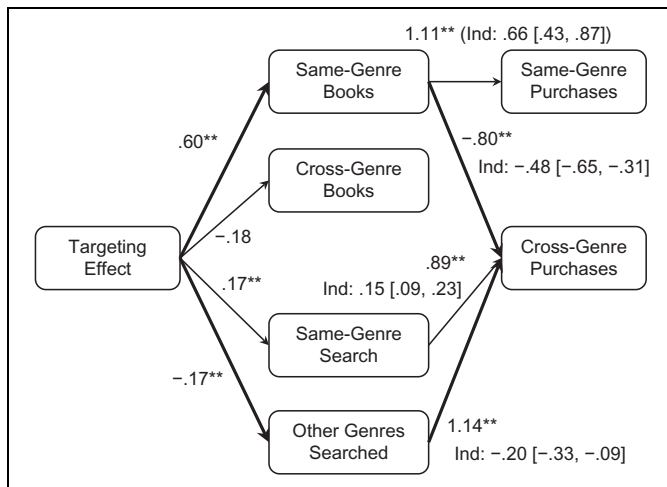 1.11** (Ind: .66 [.43, .87])
Same-Genre
Books
Same-Genre
Purchases
.60**
−.80**
Ind: −.48 [−.65, −.31]
Cross-Genre
Books
−.18
Targeting
Effect
.89**
Ind: .15 [.09, .23]
Cross-Genre
Purchases
.17**
Same-Genre
Search
−.17**
Other Genres
Searched
1.14**
Ind: −.20 [−.33, −.09]